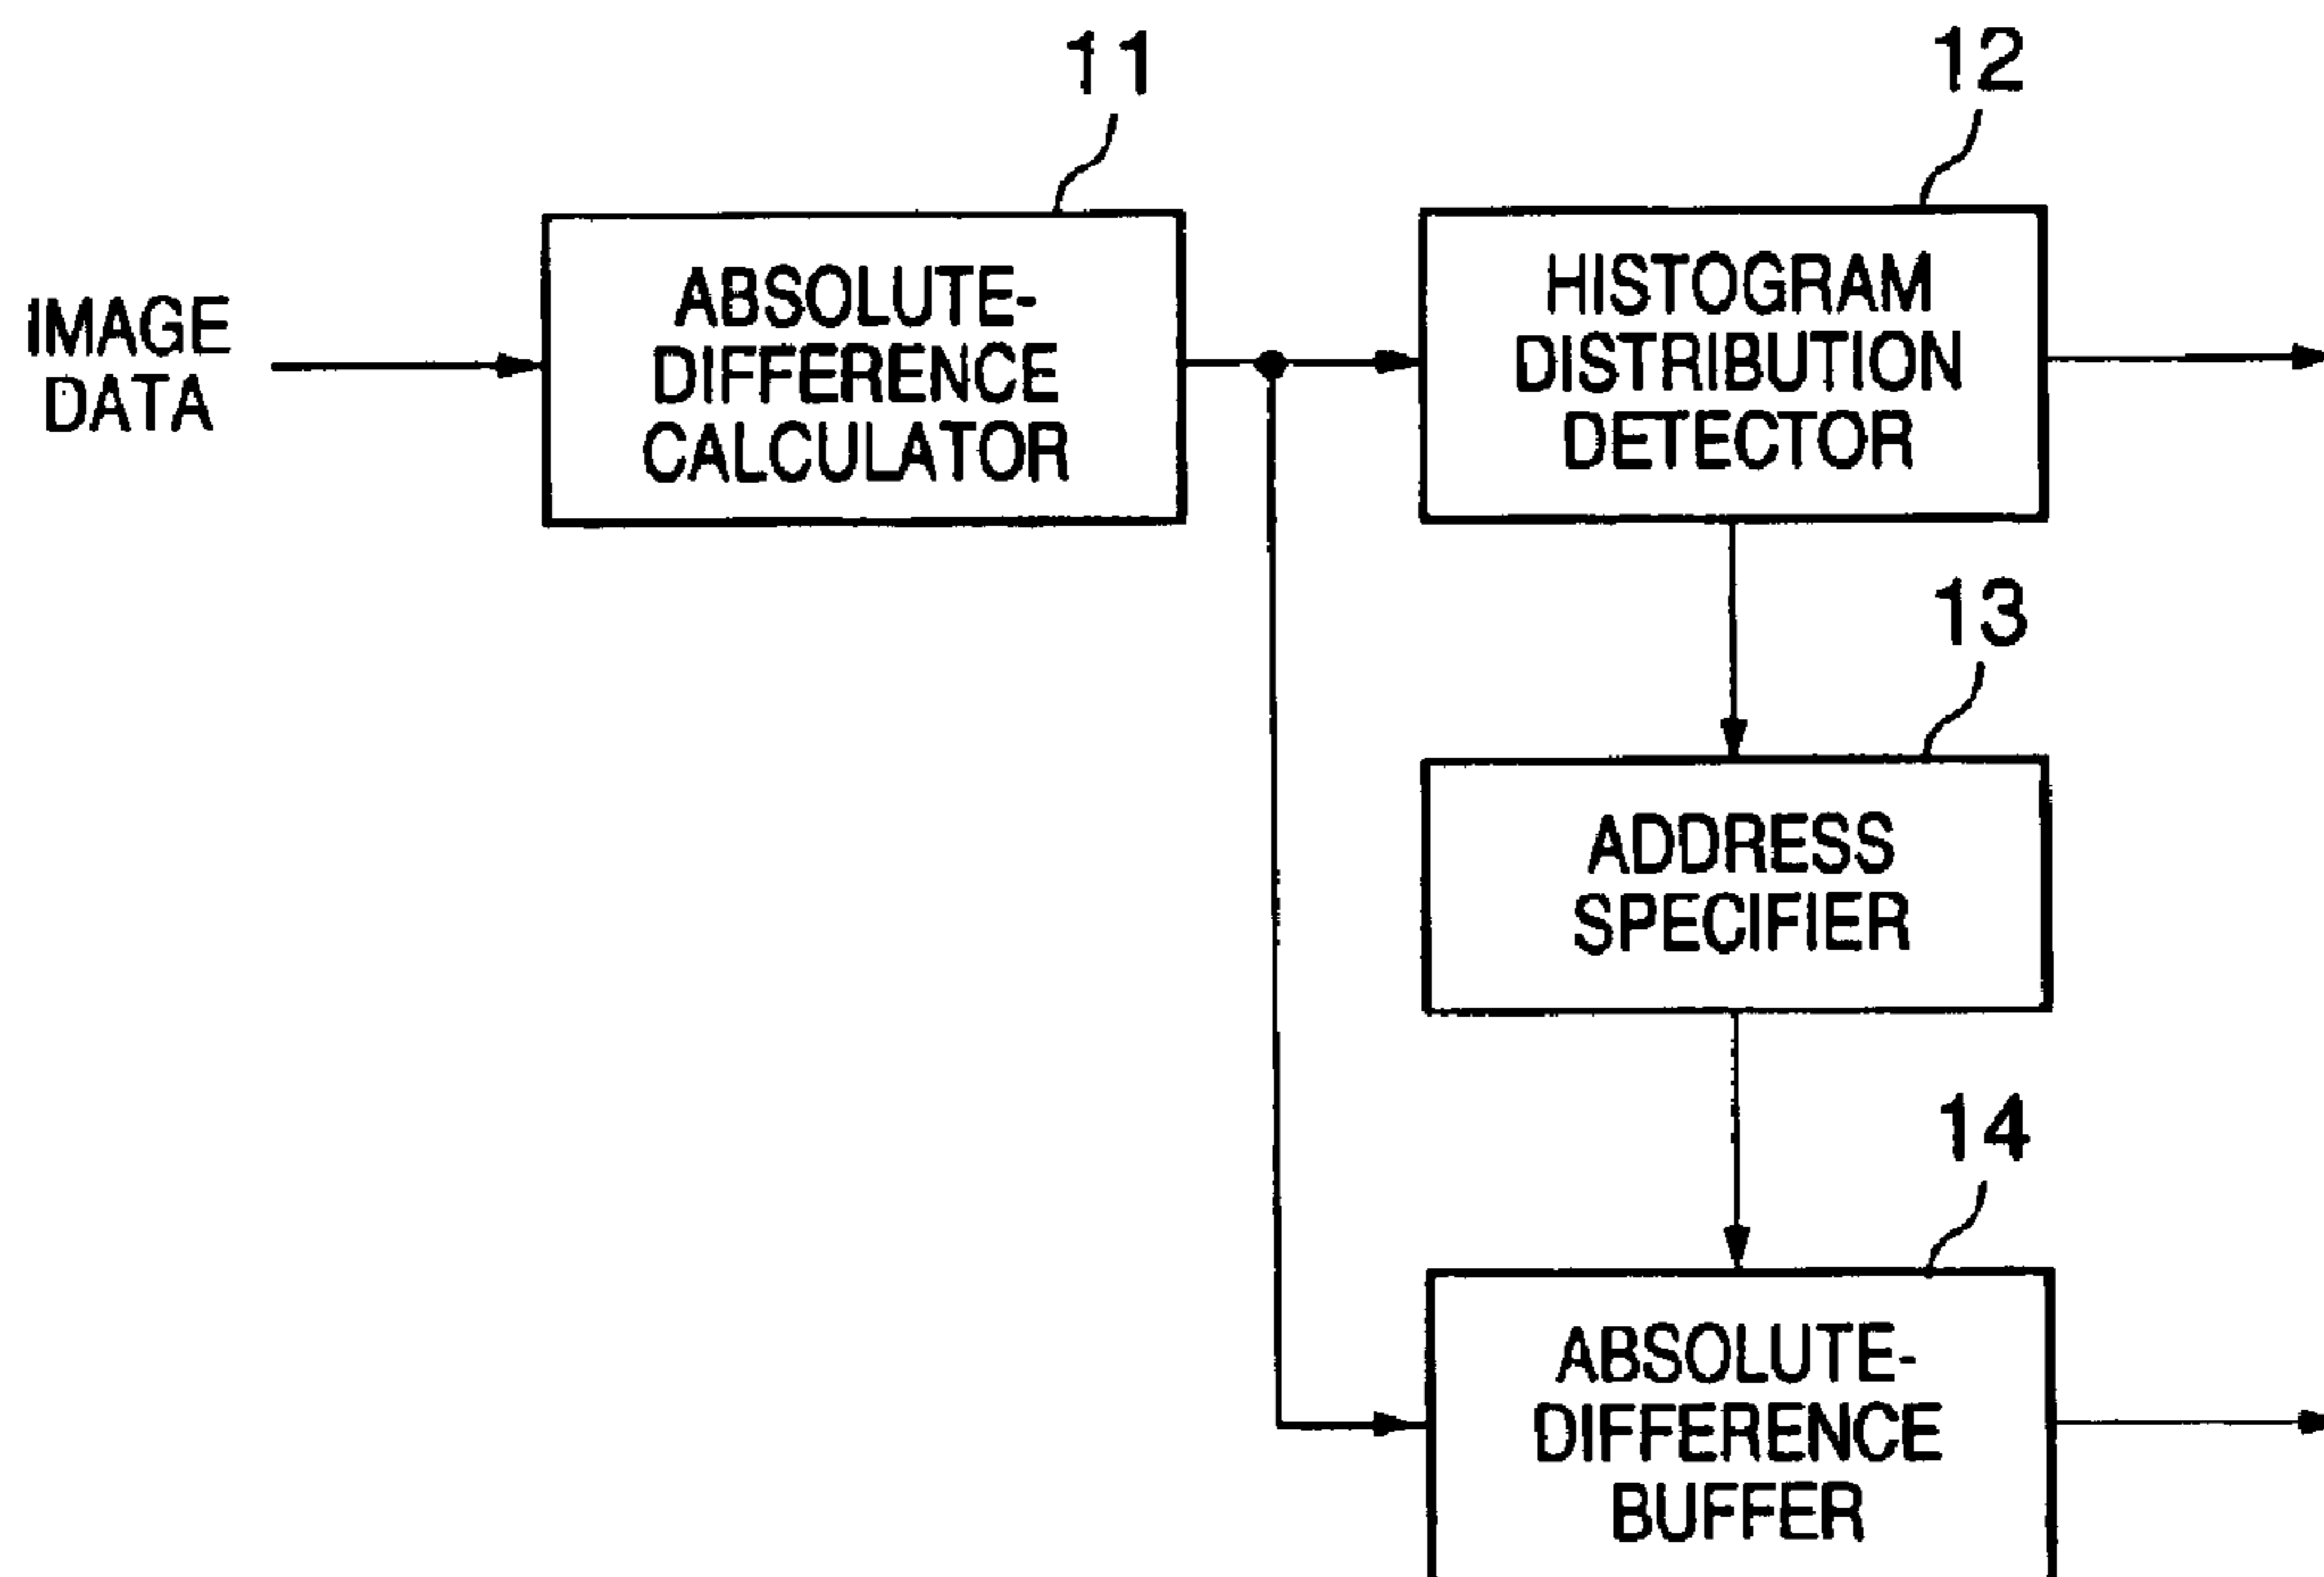 11
12
IMAGE
DATA
ABSOLUTE-
DIFFERENCE
CALCULATOR
HISTOGRAM
DISTRIBUTION
DETECTOR
13
ADDRESS
SPECIFIER
14
ABSOLUTE-
DIFFERENCE
BUFFER